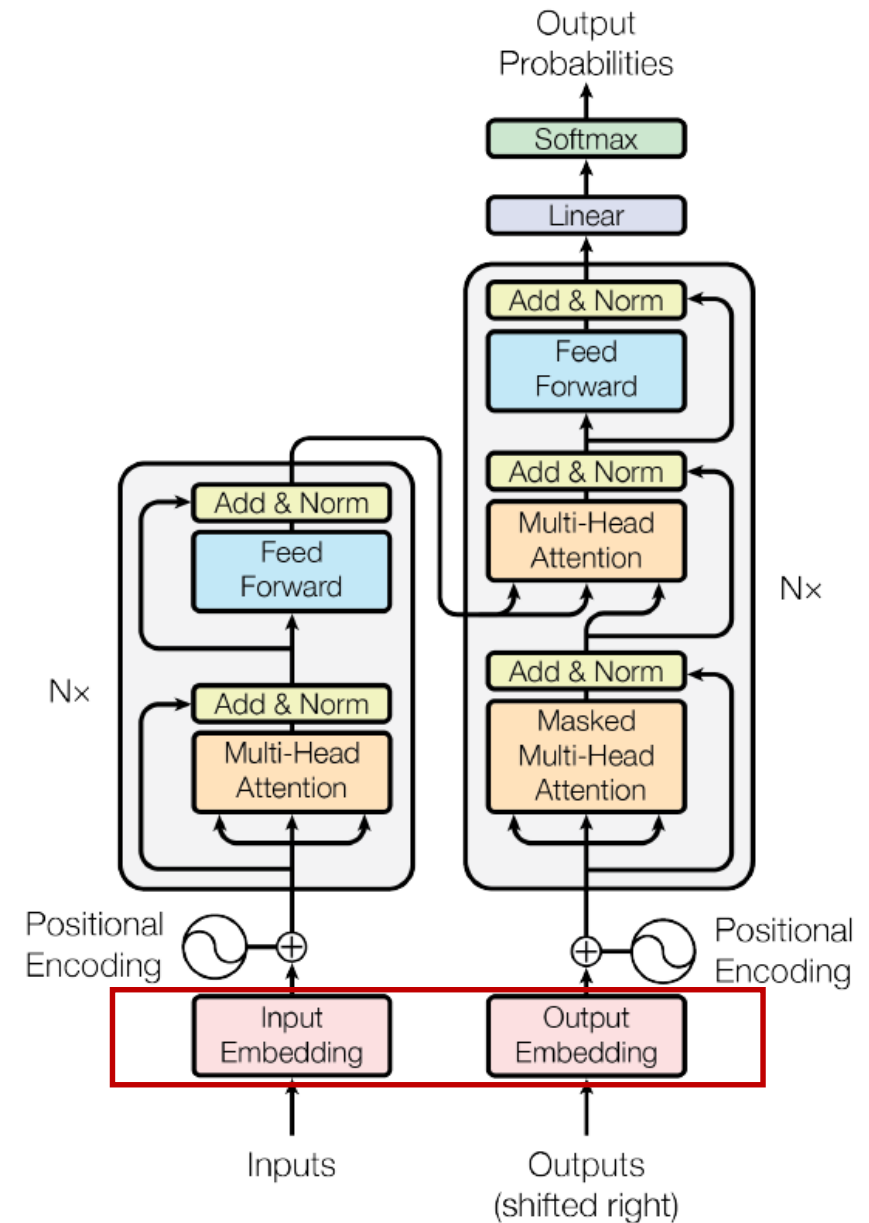 Output
Probabilities
Softmax
Linear
Add & Norm
Feed
Forward
Add & Norm
Multi-Head
Attention
N×
Add & Norm
Masked
Multi-Head
Attention
Add & Norm
Feed
Forward
N×
Add & Norm
Multi-Head
Attention
Positional
Encoding
Positional
Encoding
Input
Embedding
Output
Embedding
Inputs
Outputs
(shifted right)